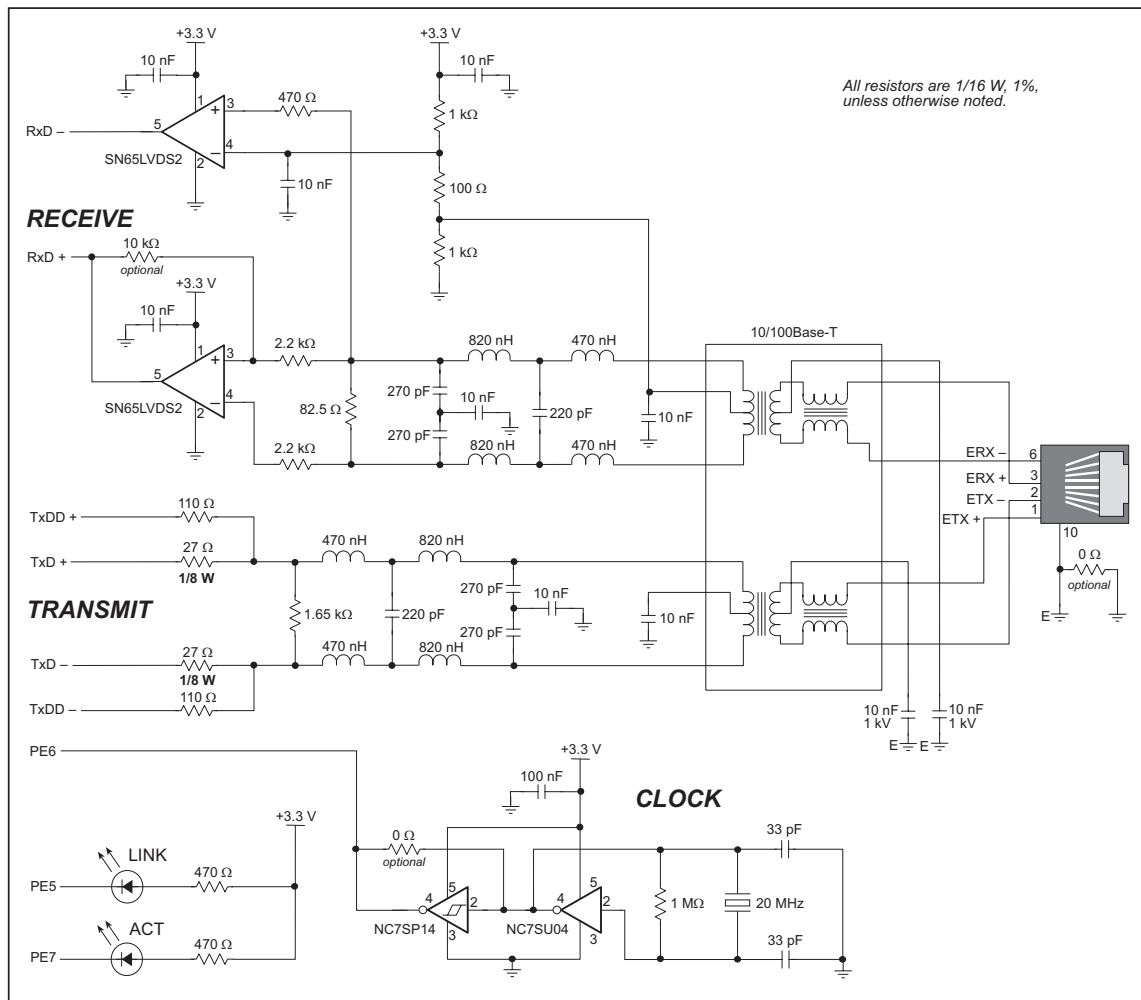 +3.3 V
+3.3 V
10 nF
10 nF
All resistors are 1/16 W, 1%,
unless otherwise noted.
1
3
470 Ω
1 kΩ
RxD –
5
+
–
4
2
SN65LVDS2
10 nF
100 Ω
RECEIVE
10 kΩ
optional
RxD +
1 kΩ
+3.3 V
10 nF
10/100Base-T
1
3
2.2 kΩ
820 nH
470 nH
5
+
–
4
2
SN65LVDS2
270 pF
10 nF
82.5 Ω
220 pF
10 nF
270 pF
2.2 kΩ
820 nH
470 nH
ERX –
6
ERX +
3
ETX –
2
ETX +
1
10
110 Ω
TxDD +
27 Ω
TxD +
1/8 W
470 nH
820 nH
0 Ω
optional
E
TRANSMIT
1.65 kΩ
220 pF
270 pF
10 nF
270 pF
10 nF
TxD –
27 Ω
1/8 W
470 nH
820 nH
110 Ω
TxDD –
10 nF
1 kV
10 nF
1 kV
E
E
PE6
+3.3 V
100 nF
CLOCK
+3.3 V
0 Ω
optional
33 pF
LINK
PE5
470 Ω
4
5
2
3
NC7SP14
4
5
2
3
NC7SU04
1 MΩ
20 MHz
ACT
PE7
470 Ω
33 pF